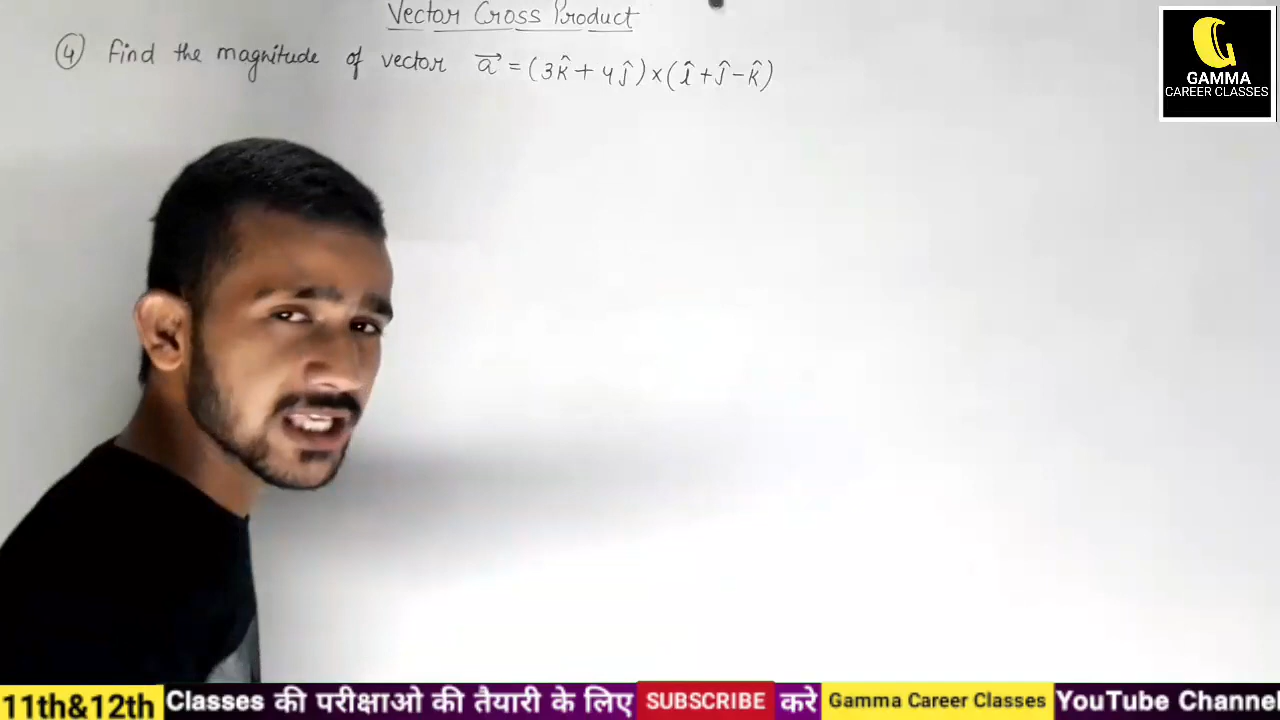 Vector Cross Product
④ Find the magnitude of vector a⃗ = (3k̂ + 4ĵ) × (î + ĵ − k̂)
GAMMA
CAREER CLASSES
11th&12th Classes की परीक्षाओ की तैयारी के लिए SUBSCRIBE करे Gamma Career Classes YouTube Channe